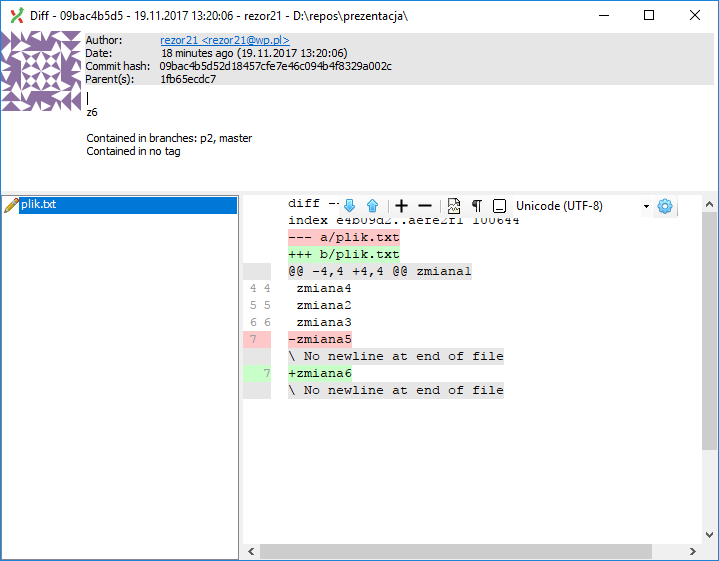 Diff - 09bac4b5d5 - 19.11.2017 13:20:06 - rezor21 - D:\repos\prezentacja\
Author: rezor21 <rezor21@wp.pl>
Date: 18 minutes ago (19.11.2017 13:20:06)
Commit hash: 09bac4b5d52d18457cfe7e46c094b4f8329a002c
Parent(s): 1fb65ecdc7
z6
Contained in branches: p2, master
Contained in no tag
plik.txt
diff --
Unicode (UTF-8)
index e4b09d2..aefe2f1 100644
--- a/plik.txt
+++ b/plik.txt
@@ -4,4 +4,4 @@ zmiana1
4 4 zmiana4
5 5 zmiana2
6 6 zmiana3
7 -zmiana5
\ No newline at end of file
7 +zmiana6
\ No newline at end of file